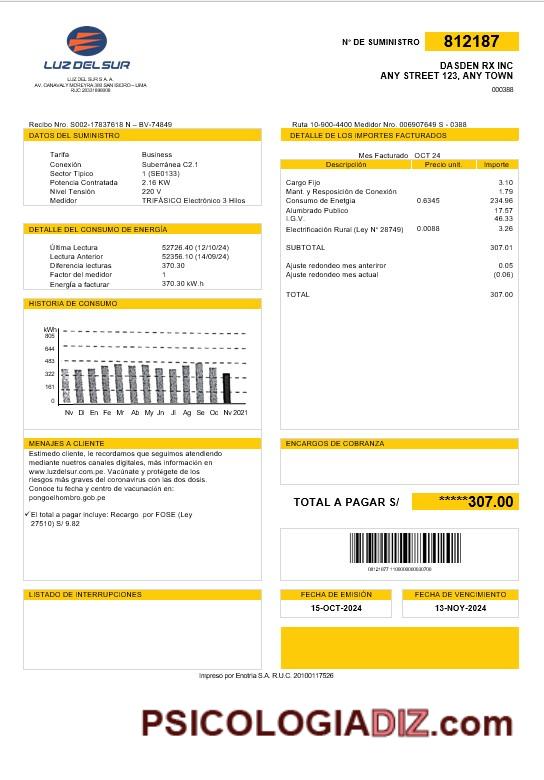 LUZ DEL SUR
LUZ DEL SUR S.A.A.
AV. CANAVALY MOREYRA 380 SAN ISIDRO – LIMA
N° DE SUMINISTRO 812187
DASDEN RX INC
ANY STREET 123, ANY TOWN
000388
Recibo Nro. S002-17837618 N – BV-74849
DATOS DEL SUMINISTRO
Tarifa Business
Conexión Suberránea C2.1
Sector Típico 1 (SE0133)
Potencia Contratada 2.16 KW
Nivel Tensión 220 V
Medidor TRIFÁSICO Electrónico 3 Hilos
DETALLE DEL CONSUMO DE ENERGÍA
Última Lectura 52726.40 (12/10/24)
Lectura Anterior 52356.10 (14/09/24)
Diferencia lecturas 370.30
Factor del medidor 1
Energía a facturar 370.30 kW.h
HISTORIA DE CONSUMO
kWh
805
644
483
322
161
0
Nv Di En Fe Mr Ab My Jn Jl Ag Se Oc Nv 2021
MENAJES A CLIENTE
Estimedo cliente, le recordamos que seguimos atendiendo
mediante nuetros canales digitales, más información en
www.luzdelsur.com.pe. Vacúnate y protégete de los
riesgos más graves del coronavirus con las dos dosis.
Conoce tu fecha y centro de vacunación en:
pongoelhombro.gob.pe
✓El total a pagar incluye: Recargo por FOSE (Ley
27510) S/ 9.82
LISTADO DE INTERRUPCIONES
Ruta 10-900-4400 Medidor Nro. 006907649 S - 0388
DETALLE DE LOS IMPORTES FACTURADOS
Mes Facturado OCT 24
Descripción Precio unit. Importe
Cargo Fijo 3.10
Mant. y Resposición de Conexión 1.79
Consumo de Enetgia 0.6345 234.96
Alumbrado Publico 17.57
I.G.V. 46.33
Electrificación Rural (Ley N° 28749) 0.0088 3.26
SUBTOTAL 307.01
Ajuste redondeo mes anteriror 0.05
Ajuste redondeo mes actual (0.06)
TOTAL 307.00
ENCARGOS DE COBRANZA
TOTAL A PAGAR S/ *****307.00
FECHA DE EMISIÓN FECHA DE VENCIMIENTO
15-OCT-2024 13-NOY-2024
Impreso por Enotria S.A. R.U.C. 20100117526
PSICOLOGIADIZ.com